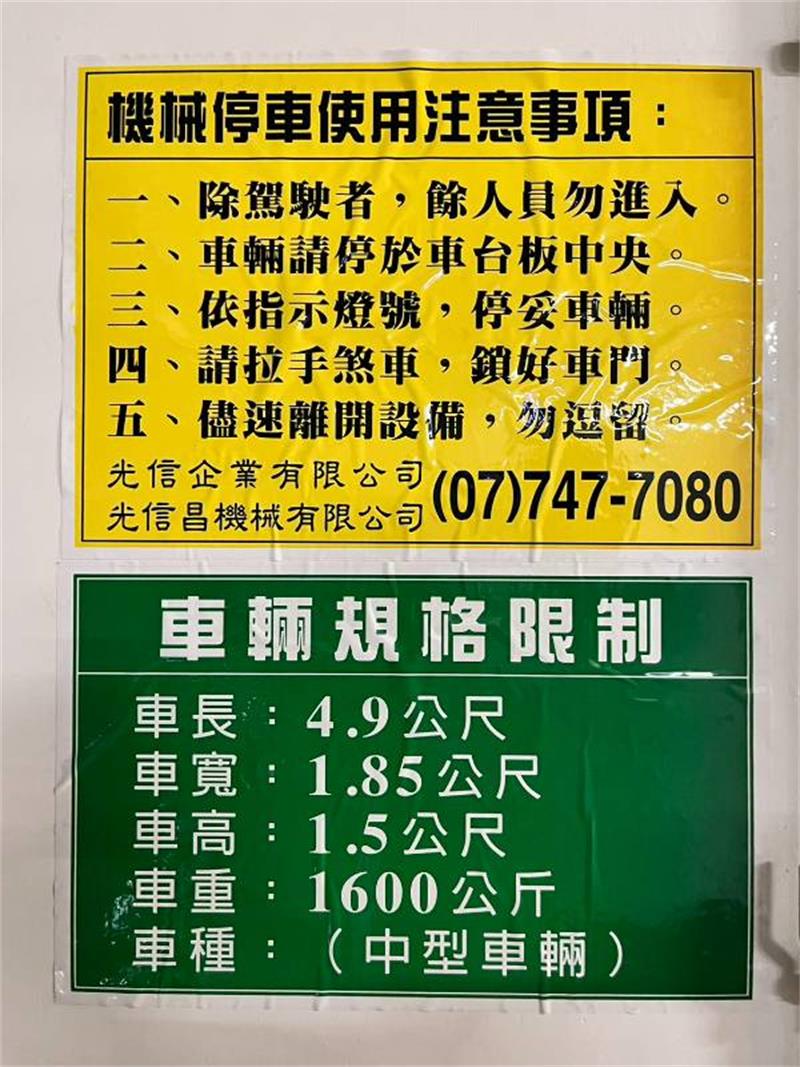 機械停車使用注意事項：
一、除駕駛者，餘人員勿進入。
二、車輛請停於車台板中央。
三、依指示燈號，停妥車輛。
四、請拉手煞車，鎖好車門。
五、儘速離開設備，勿逗留。
光信企業有限公司
光信昌機械有限公司 (07)747-7080
車輛規格限制
車長：4.9公尺
車寬：1.85公尺
車高：1.5公尺
車重：1600公斤
車種：（中型車輛）